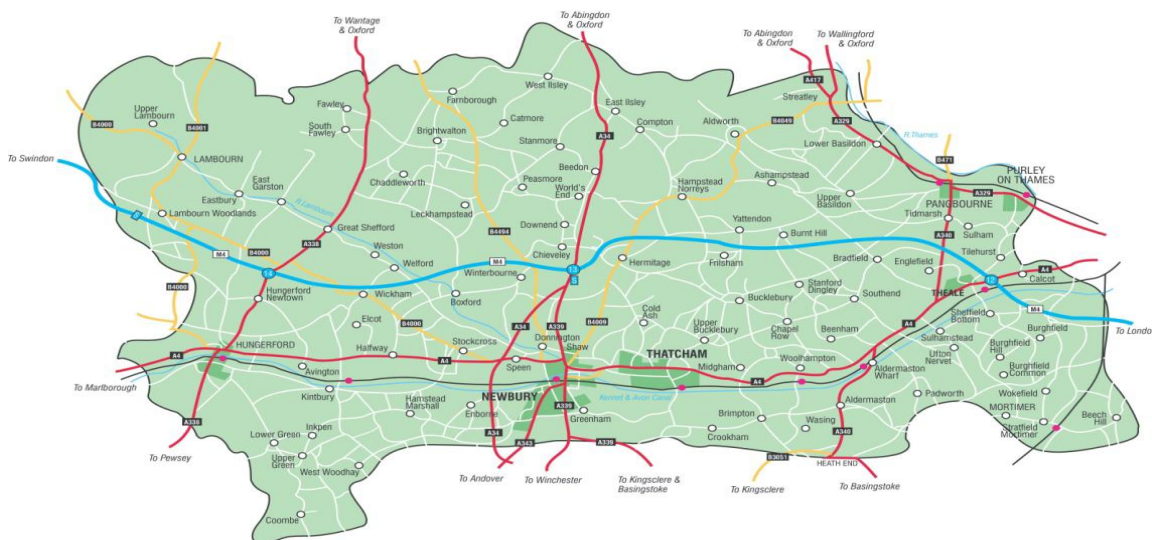 To Wantage
& Oxford
To Abingdon
& Oxford
To Abingdon
& Oxford
To Wallingford
& Oxford
A417
West Ilsley
Streatley
Farnborough
Fawley
East Ilsley
B4000
B4001
Upper
Lambourn
South
Fawley
Catmore
Compton
Aldworth
B4009
A329
Brightwalton
A34
R Thames
Stanmore
Lower Basildon
To Swindon
LAMBOURN
Beedon
B471
PURLEY
ON THAMES
East
Garston
Chaddleworth
Peasmore
World's
End
Hampstead
Norreys
Ashampstead
A329
Eastbury
R Lambourn
Upper
Basildon
PANGBOURNE
Lambourn Woodlands
Leckhampstead
Tidmarsh
Great Shefford
Downend
Yattendon
Burnt Hill
Sulham
B4494
A340
A338
Weston
Chieveley
Tilehurst
M4
B4000
Welford
M4
Winterbourne
13
Hermitage
Frilsham
Bradfield
Englefield
A4
14
Calcot
B4000
Hungerford
Newtown
Wickham
Boxford
Bucklebury
Stanford
Dingley
Southend
THEALE
12
M4
Cold
Ash
Sheffield
Bottom
Elcot
B4000
A34
A339
B4009
Upper
Bucklebury
Chapel
Row
Beenham
A4
Burghfield
To Londo
HUNGERFORD
Halfway
Stockcross
Donnington
Shaw
THATCHAM
Sulhamstead
Burghfield
Hill
A4
A4
Speen
Midgham
Woolhampton
Ufton
Nervet
Burghfield
Common
To Marlborough
Avington
Kintbury
NEWBURY
Kennet & Avon Canal
A4
Aldermaston
Wharf
Wokefield
Hamstead
Marshall
Enborne
A339
Greenham
Brimpton
Wasing
Aldermaston
Padworth
MORTIMER
Stratfield
Mortimer
Beech
Hill
A338
Inkpen
Lower Green
A34
A343
A339
Crookham
A340
To Pewsey
Upper
Green
West Woodhay
B3051
HEATH END
To Andover
To Winchester
To Kingsclere &
Basingstoke
To Kingsclere
To Basingstoke
Coombe